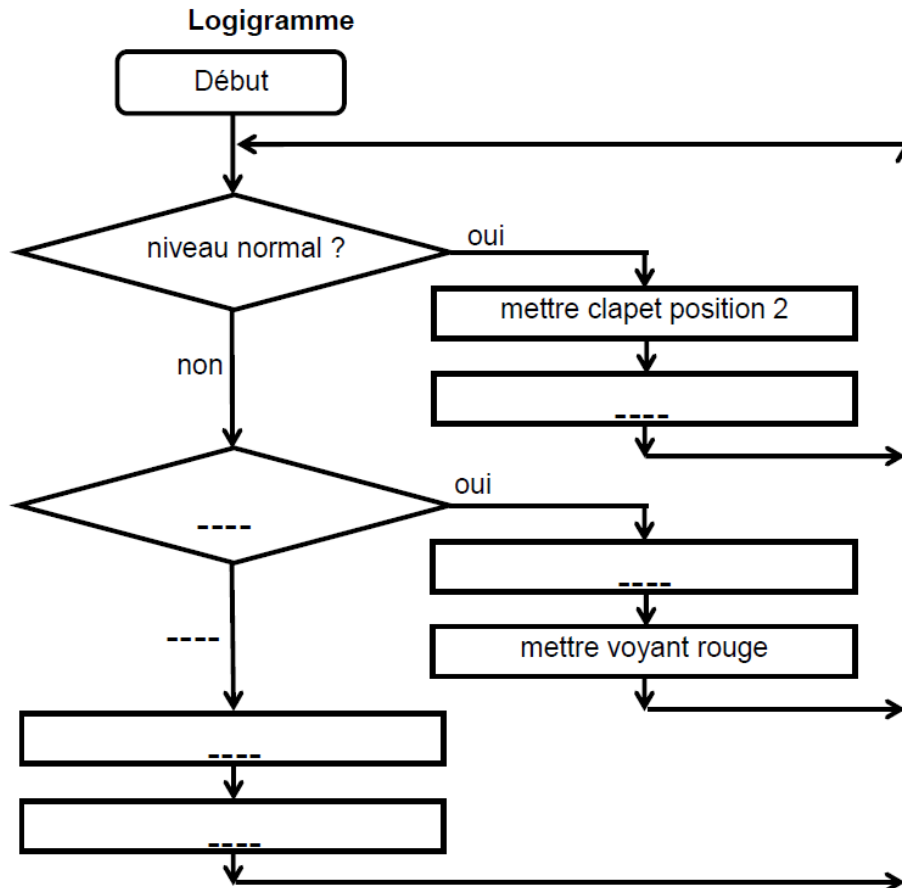 Logigramme
Début
niveau normal ?
oui
mettre clapet position 2
non
----
----
oui
----
----
mettre voyant rouge
----
----